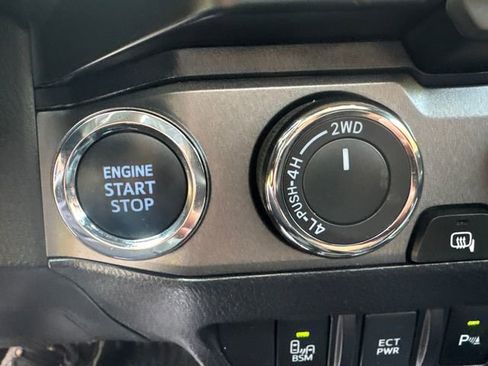 ENGINE
START
STOP
2WD
4L-PUSH-4H
BSM
ECT
PWR
P